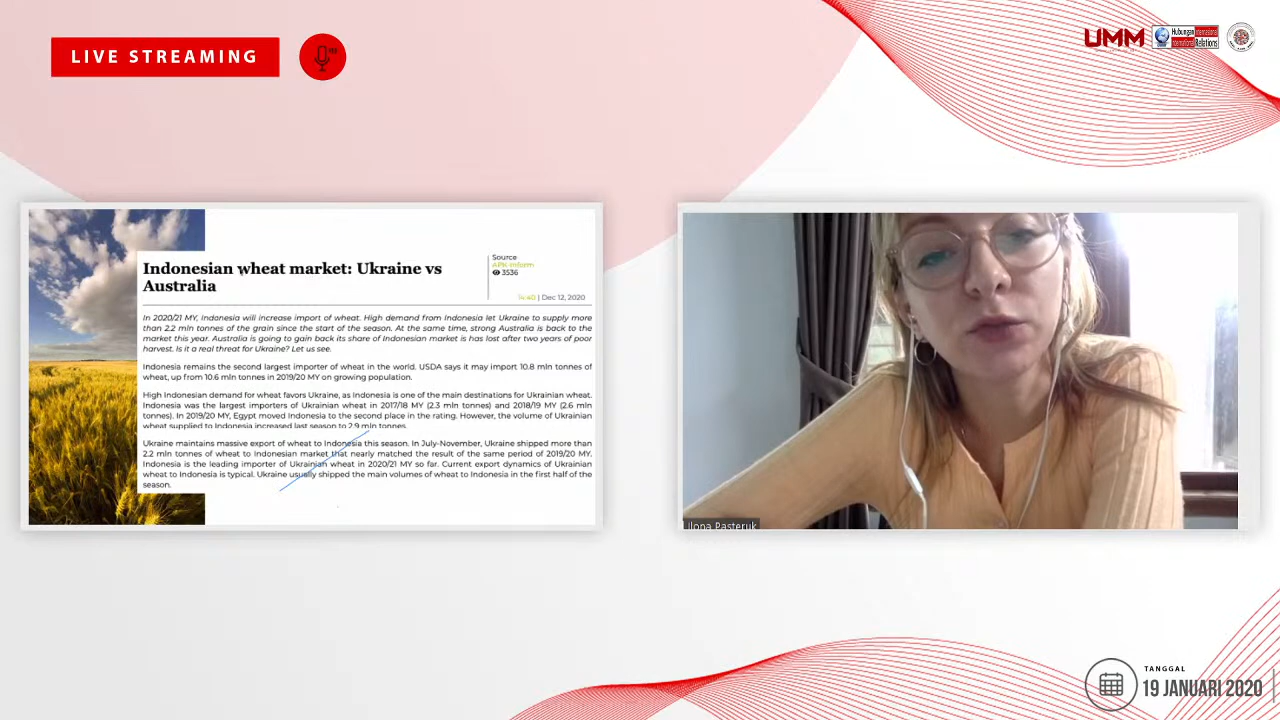 LIVE STREAMING
UMM
Hubungan Internasional
International Relations
Indonesian wheat market: Ukraine vs
Australia
Source
APK-Inform
3536
14:40 | Dec 12, 2020
In 2020/21 MY, Indonesia will increase import of wheat. High demand from Indonesia let Ukraine to supply more
than 2.2 mln tonnes of the grain since the start of the season. At the same time, strong Australia is back to the
market this year. Australia is going to gain back its share of Indonesian market is has lost after two years of poor
harvest. Is it a real threat for Ukraine? Let us see.
Indonesia remains the second largest importer of wheat in the world. USDA says it may import 10.8 mln tonnes of
wheat, up from 10.6 mln tonnes in 2019/20 MY on growing population.
High Indonesian demand for wheat favors Ukraine, as Indonesia is one of the main destinations for Ukrainian wheat.
Indonesia was the largest importers of Ukrainian wheat in 2017/18 MY (2.3 mln tonnes) and 2018/19 MY (2.6 mln
tonnes). In 2019/20 MY, Egypt moved Indonesia to the second place in the rating. However, the volume of Ukrainian
wheat supplied to Indonesia increased last season to 2.9 mln tonnes.
Ukraine maintains massive export of wheat to Indonesia this season. In July-November, Ukraine shipped more than
2.2 mln tonnes of wheat to Indonesian market that nearly matched the result of the same period of 2019/20 MY.
Indonesia is the leading importer of Ukrainian wheat in 2020/21 MY so far. Current export dynamics of Ukrainian
wheat to Indonesia is typical. Ukraine usually shipped the main volumes of wheat to Indonesia in the first half of the
season.
Ilona Pasteruk
TANGGAL
19 JANUARI 2020